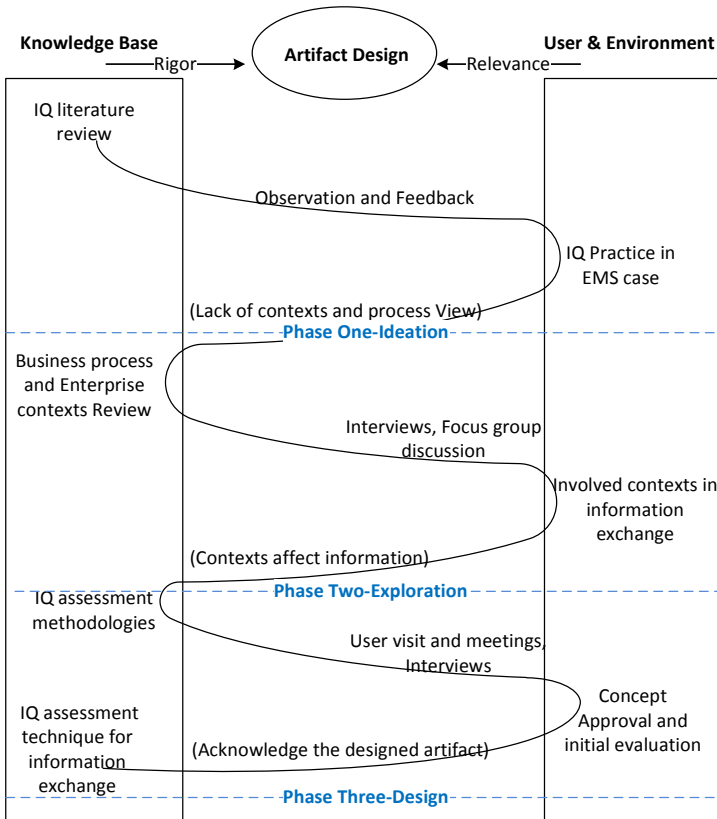 Knowledge Base
Artifact Design
User & Environment
Rigor
Relevance
IQ literature
review
Observation and Feedback
IQ Practice in
EMS case
(Lack of contexts and process View)
Phase One-Ideation
Business process
and Enterprise
contexts Review
Interviews, Focus group
discussion
Involved contexts in
information
exchange
(Contexts affect information)
Phase Two-Exploration
IQ assessment
methodologies
User visit and meetings,
Interviews
Concept
Approval and
initial evaluation
IQ assessment
technique for
information
exchange
(Acknowledge the designed artifact)
Phase Three-Design